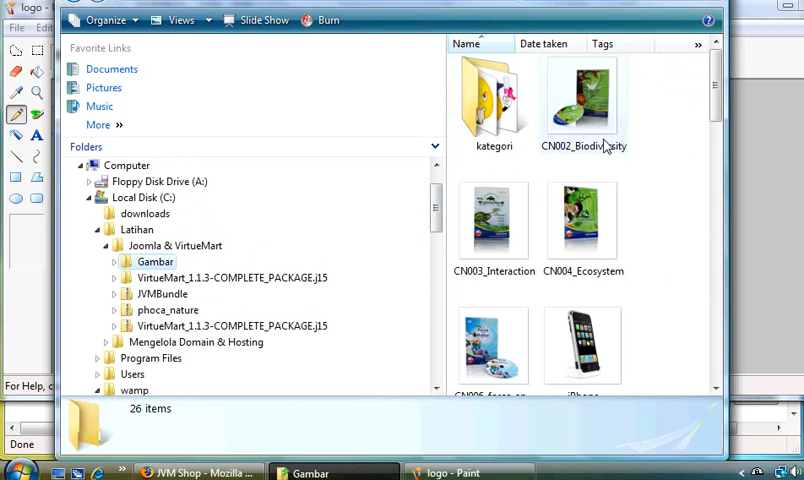 logo -
File
Organize
Views
Slide Show
Burn
Favorite Links
Documents
Pictures
Music
More »
Folders
Computer
Floppy Disk Drive (A:)
Local Disk (C:)
downloads
Latihan
Joomla & VirtueMart
Gambar
VirtueMart_1.1.3-COMPLETE_PACKAGE.j15
JVMBundle
phoca_nature
VirtueMart_1.1.3-COMPLETE_PACKAGE.j15
Mengelola Domain & Hosting
Program Files
Users
wamp
Name
Date taken
Tags
»
kategori
CN002_Biodiversity
CN003_Interaction
CN004_Ecosystem
26 items
For Help, c
Done
»
JVM Shop - Mozilla ...
Gambar
logo - Paint